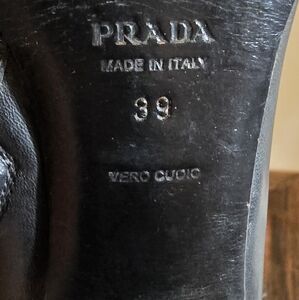 PRADA
MADE IN ITALY
39
VERO CUOIO